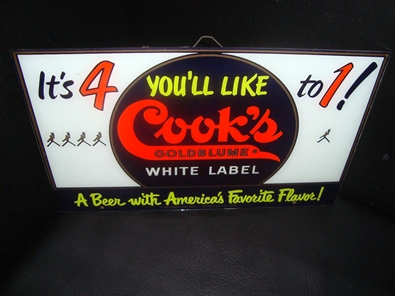 It's 4 YOU'LL LIKE to 1!
Cook's
GOLDBLUME
WHITE LABEL
A Beer with America's Favorite Flavor!